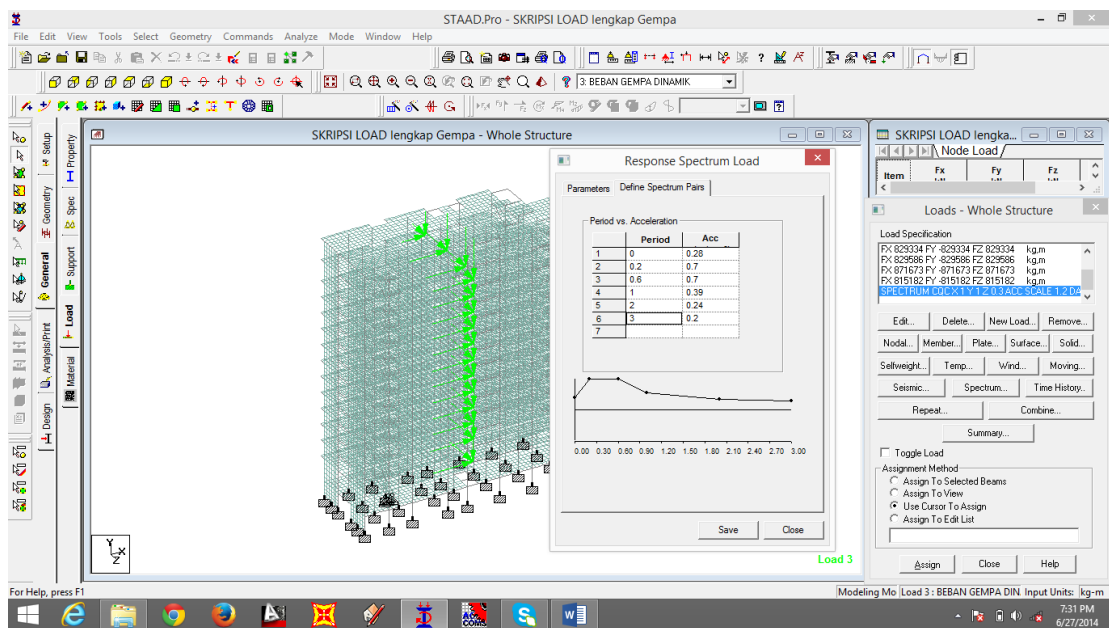 STAAD.Pro - SKRIPSI LOAD lengkap Gempa
File Edit View Tools Select Geometry Commands Analyze Mode Window Help
3: BEBAN GEMPA DINAMIK
Setup
Geometry
General
Analysis/Print
Design
Property
Spec
Support
Load
Material
SKRIPSI LOAD lengkap Gempa - Whole Structure
Load 3
Y
X
Z
Response Spectrum Load
Parameters Define Spectrum Pairs
Period vs. Acceleration
Period Acc
1 0 0.28
2 0.2 0.7
3 0.6 0.7
4 1 0.39
5 2 0.24
6 3 0.2
7
0.00 0.30 0.60 0.90 1.20 1.50 1.80 2.10 2.40 2.70 3.00
Save Close
SKRIPSI LOAD lengka...
Node Load
Item Fx Fy Fz
Loads - Whole Structure
Load Specification
FX 829334 FY -829334 FZ 829334 kg,m
FX 829586 FY -829586 FZ 829586 kg,m
FX 871673 FY -871673 FZ 871673 kg,m
FX 815182 FY -815182 FZ 815182 kg,m
SPECTRUM CQC X 1 Y 1 Z 0.3 ACC SCALE 1.2 DA
Edit... Delete... New Load... Remove...
Nodal... Member... Plate... Surface... Solid...
Selfweight... Temp... Wind... Moving...
Seismic... Spectrum... Time History..
Repeat... Combine...
Summary...
Toggle Load
Assignment Method
Assign To Selected Beams
Assign To View
Use Cursor To Assign
Assign To Edit List
Assign Close Help
For Help, press F1
Modeling Mo Load 3 : BEBAN GEMPA DIN Input Units: kg-m
7:31 PM
6/27/2014